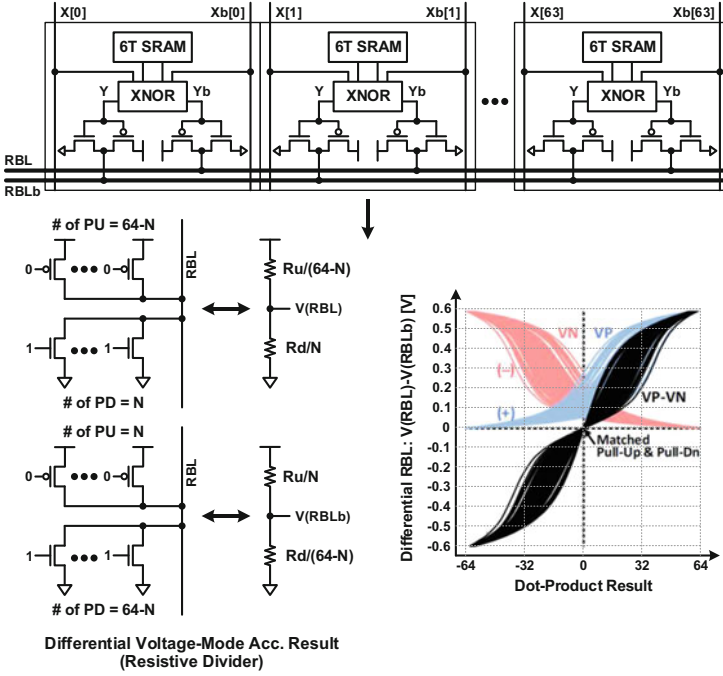 X[0] Xb[0] X[1] Xb[1] X[63] Xb[63]
6T SRAM 6T SRAM 6T SRAM
Y XNOR Yb Y XNOR Yb Y XNOR Yb
RBL
RBLb
# of PU = 64-N
RBL
0 0
Ru/(64-N)
V(RBL)
1 1
Rd/N
# of PD = N
# of PU = N
RBL
0 0
Ru/N
V(RBLb)
1 1
Rd/(64-N)
# of PD = 64-N
Differential Voltage-Mode Acc. Result
(Resistive Divider)
Differential RBL: V(RBL)-V(RBLb) [V]
0.6
0.5
0.4
0.3
0.2
0.1
0
-0.1
-0.2
-0.3
-0.4
-0.5
-0.6
VN VP
(–)
(+)
VP-VN
Matched
Pull-Up & Pull-Dn
-64 -32 0 32 64
Dot-Product Result